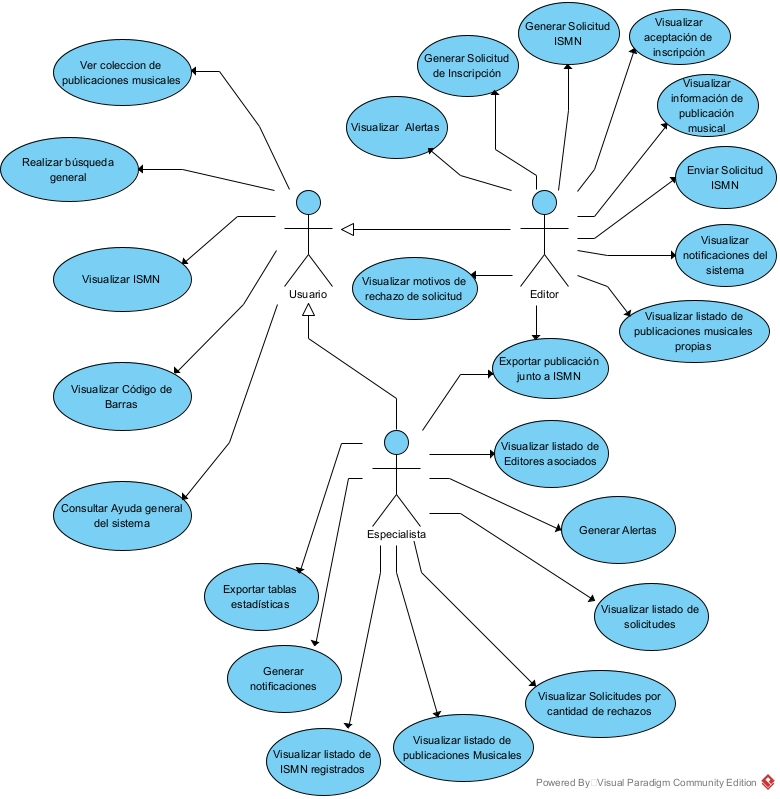 Ver coleccion de
publicaciones musicales
Realizar búsqueda
general
Visualizar ISMN
Visualizar Código de
Barras
Consultar Ayuda general
del sistema
Usuario
Visualizar Alertas
Generar Solicitud
de Inscripción
Generar Solicitud
ISMN
Visualizar
aceptación de
inscripción
Visualizar
información de
publicación
musical
Enviar Solicitud
ISMN
Visualizar
notificaciones del
sistema
Visualizar listado de
publicaciones musicales
propias
Visualizar motivos de
rechazo de solicitud
Editor
Exportar publicación
junto a ISMN
Visualizar listado de
Editores asociados
Generar Alertas
Visualizar listado de
solicitudes
Visualizar Solicitudes por
cantidad de rechazos
Especialista
Exportar tablas
estadísticas
Generar
notificaciones
Visualizar listado de
ISMN registrados
Visualizar listado de
publicaciones Musicales
Powered By Visual Paradigm Community Edition